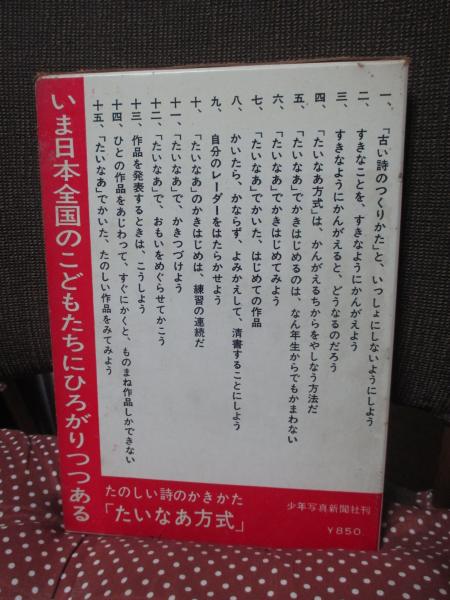 一、「古い詩のつくりかた」と、いっしょにしないようにしよう
二、すきなことを、すきなようにかんがえよう
三、すきなようにかんがえると、どうなるのだろう
四、「たいなあ方式」は、かんがえるちからをやしなう方法だ
五、「たいなあ」でかきはじめるのは、なん年生からでもかまわない
六、「たいなあ」でかきはじめてみよう
七、「たいなあ」でかいた、はじめての作品
八、かいたら、かならず、よみかえして、清書することにしよう
九、自分のレーダーをはたらかせよう
十、「たいなあ」のかきはじめは、練習の連続だ
十一、「たいなあ」で、かきつづけよう
十二、「たいなあ」で、おもいをめぐらせてかこう
十三、作品を発表するときは、こうしよう
十四、ひとの作品をあじわって、すぐにかくと、ものまね作品しかできない
十五、「たいなあ」でかいた、たのしい作品をみてみよう
いま日本全国のこどもたちにひろがりつつある
たのしい詩のかきかた
「たいなあ方式」
少年写真新聞社刊
￥850